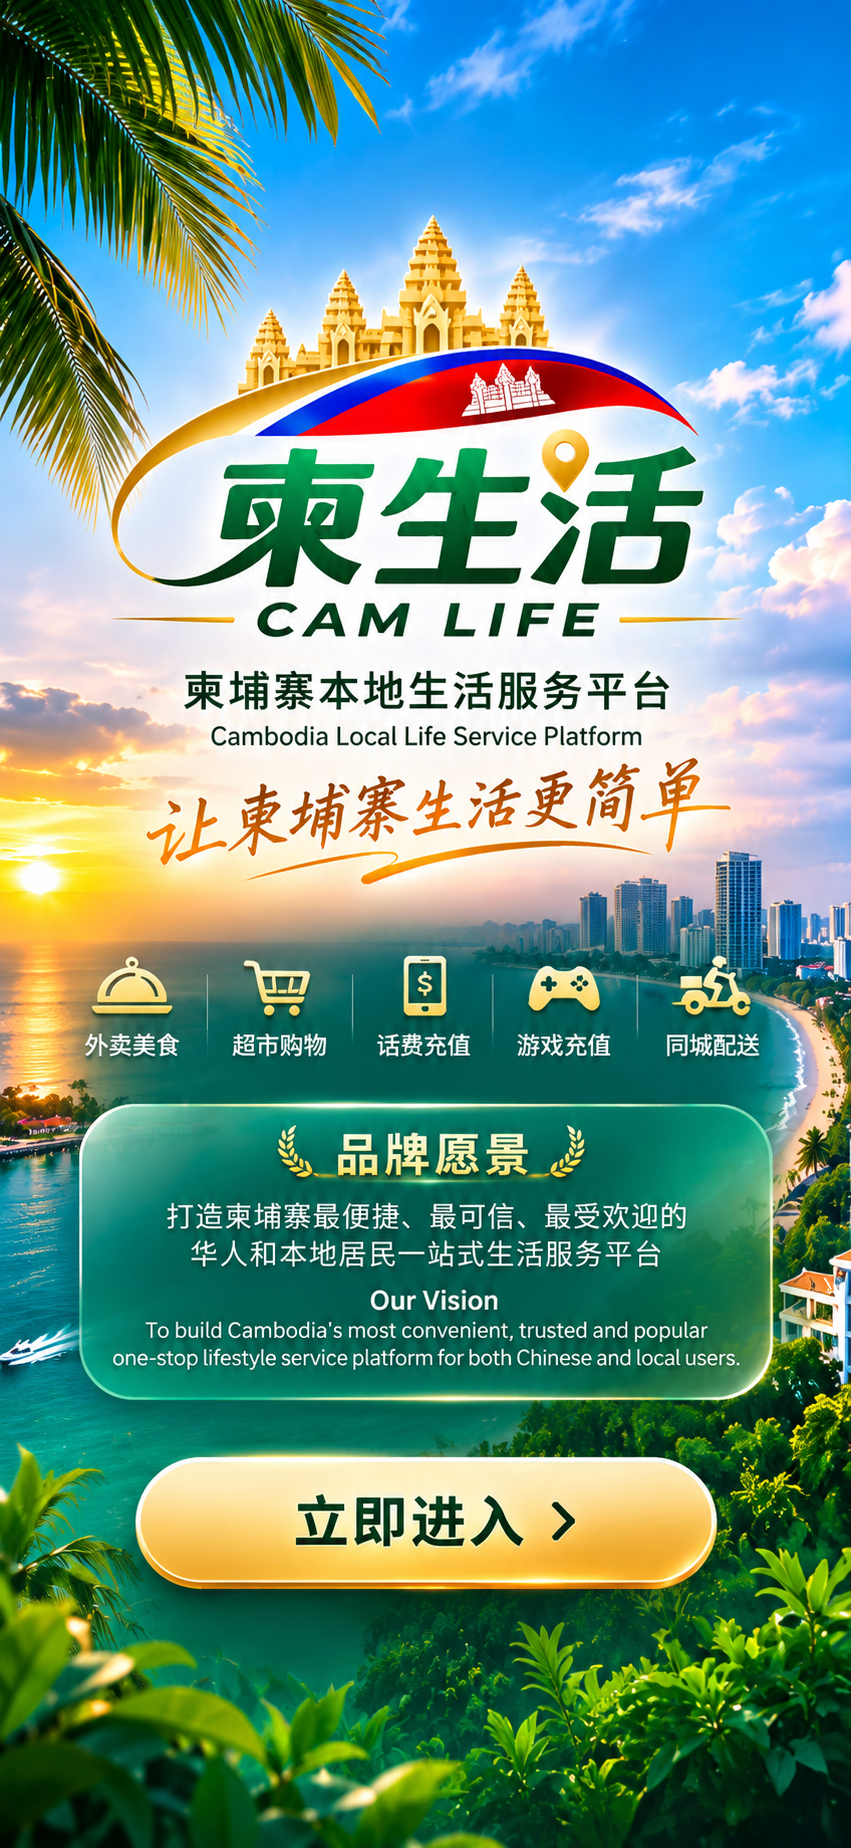 柬生活
CAM LIFE
柬埔寨本地生活服务平台
Cambodia Local Life Service Platform
让柬埔寨生活更简单
外卖美食 超市购物 话费充值 游戏充值 同城配送
品牌愿景
打造柬埔寨最便捷、最可信、最受欢迎的
华人和本地居民一站式生活服务平台
Our Vision
To build Cambodia's most convenient, trusted and popular
one-stop lifestyle service platform for both Chinese and local users.
立即进入 >